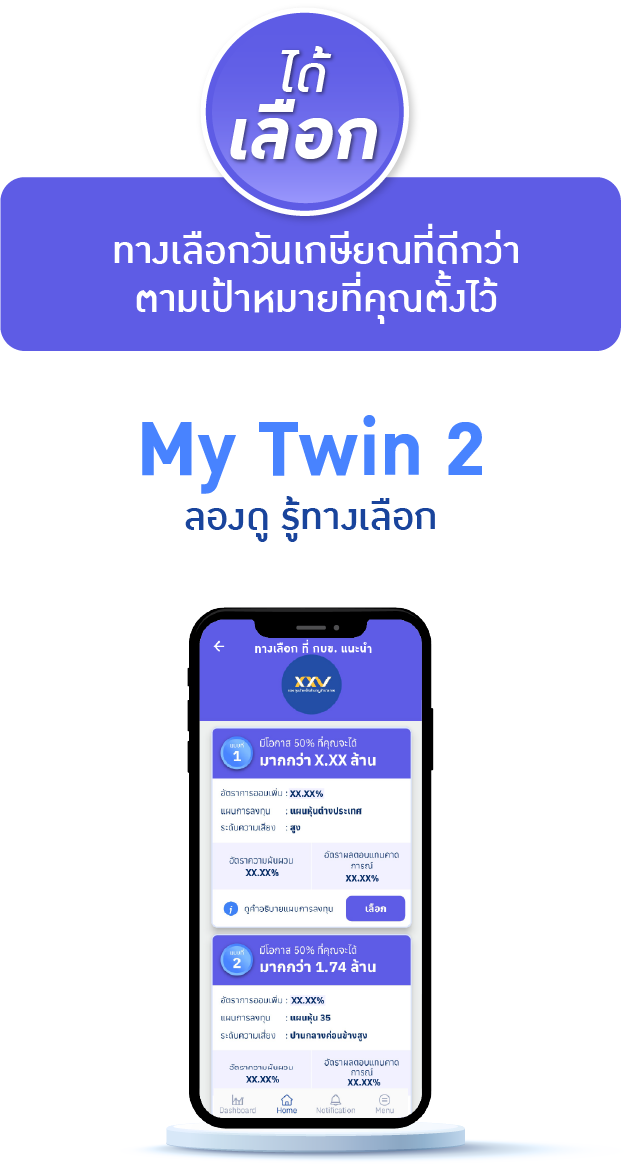 ได้
เลือก
ทางเลือกวันเกษียณที่ดีกว่า
ตามเป้าหมายที่คุณตั้งไว้
My Twin 2
ลองดู รู้ทางเลือก
ทางเลือก ที่ กบข. แนะนำ
XXV
แบบที่
1
มีโอกาส 50% ที่คุณจะได้
มากกว่า X.XX ล้าน
อัตราการออมเพิ่ม : XX.XX%
แผนการลงทุน : แผนหุ้นต่างประเทศ
ระดับความเสี่ยง : สูง
อัตราความผันผวน
XX.XX%
อัตราผลตอบแทนคาด
การณ์
XX.XX%
i ดูคำอธิบายแผนการลงทุน
เลือก
แบบที่
2
มีโอกาส 50% ที่คุณจะได้
มากกว่า 1.74 ล้าน
อัตราการออมเพิ่ม : XX.XX%
แผนการลงทุน : แผนหุ้น 35
ระดับความเสี่ยง : ปานกลางค่อนข้างสูง
อัตราความผันผวน
XX.XX%
อัตราผลตอบแทนคาด
การณ์
XX.XX%
Dashboard Home Notification Menu